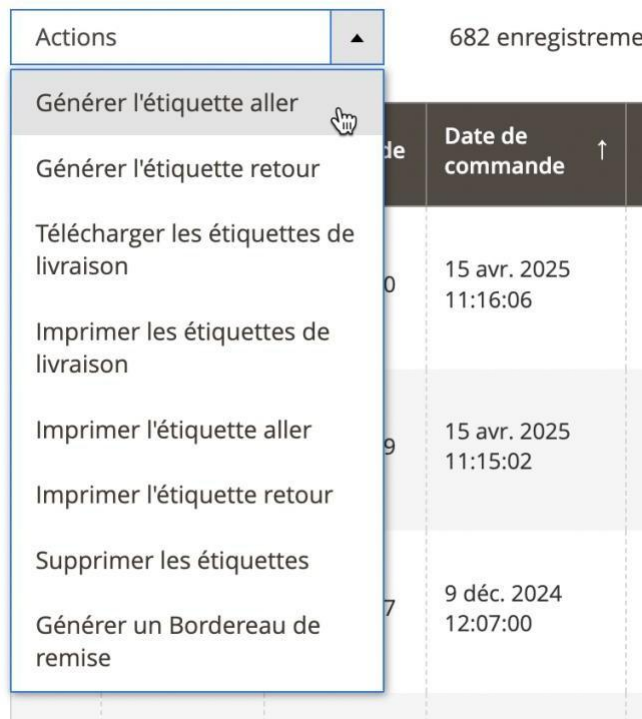 Actions
682 enregistreme
Générer l'étiquette aller
Générer l'étiquette retour
Télécharger les étiquettes de
livraison
Imprimer les étiquettes de
livraison
Imprimer l'étiquette aller
Imprimer l'étiquette retour
Supprimer les étiquettes
Générer un Bordereau de
remise
de
Date de
commande ↑
0
15 avr. 2025
11:16:06
9
15 avr. 2025
11:15:02
7
9 déc. 2024
12:07:00